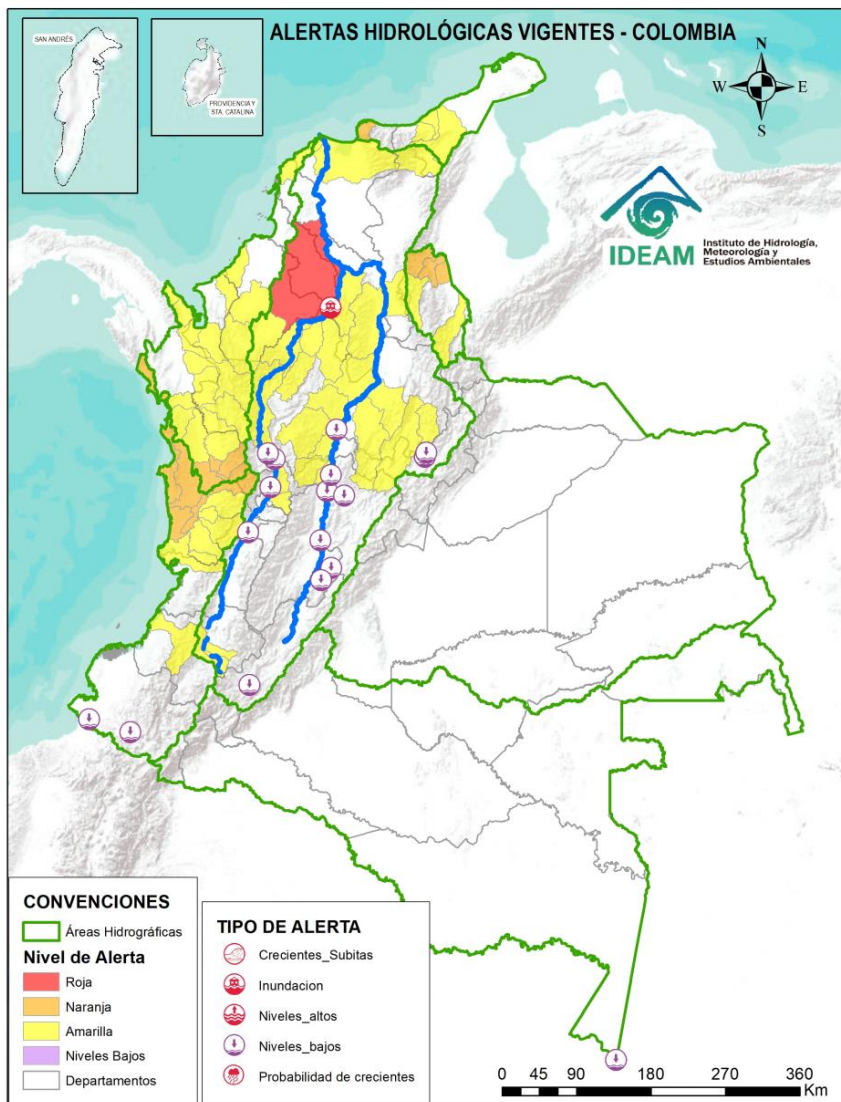 ALERTAS HIDROLÓGICAS VIGENTES - COLOMBIA
SAN ANDRÉS
PROVIDENCIA Y
STA. CATALINA
N
W
E
S
IDEAM
Instituto de Hidrología,
Meteorología y
Estudios Ambientales
CONVENCIONES
Áreas Hidrográficas
Nivel de Alerta
Roja
Naranja
Amarilla
Niveles Bajos
Departamentos
TIPO DE ALERTA
Crecientes_Subitas
Inundacion
Niveles_altos
Niveles_bajos
Probabilidad de crecientes
0 45 90 180 270 360
Km